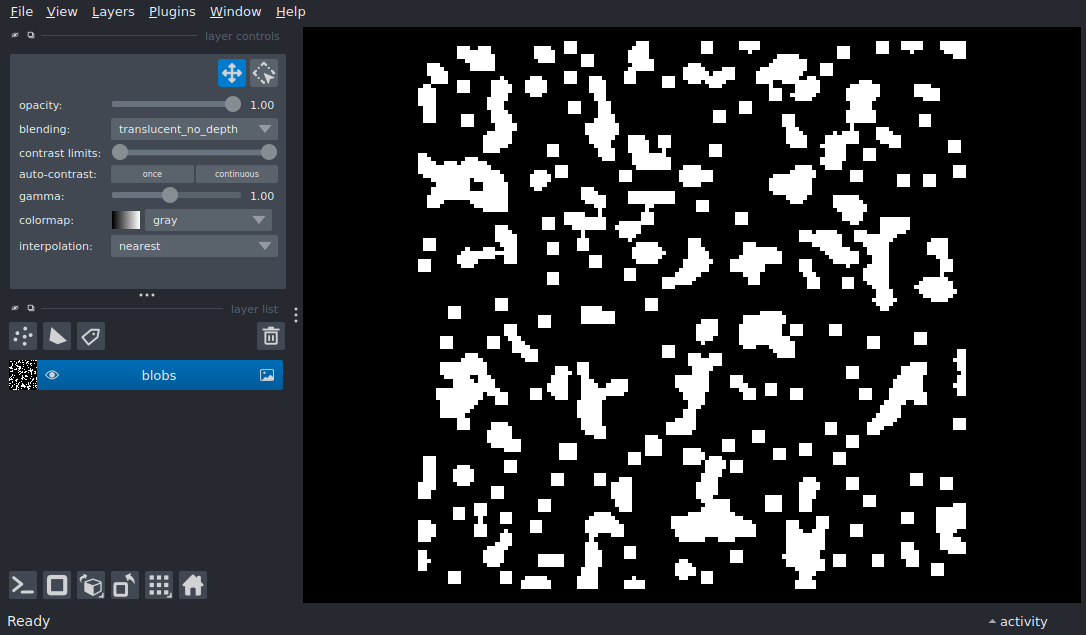 File View Layers Plugins Window Help
layer controls
opacity: 1.00
blending: translucent_no_depth
contrast limits:
auto-contrast: once continuous
gamma: 1.00
colormap: gray
interpolation: nearest
layer list
blobs
Ready activity